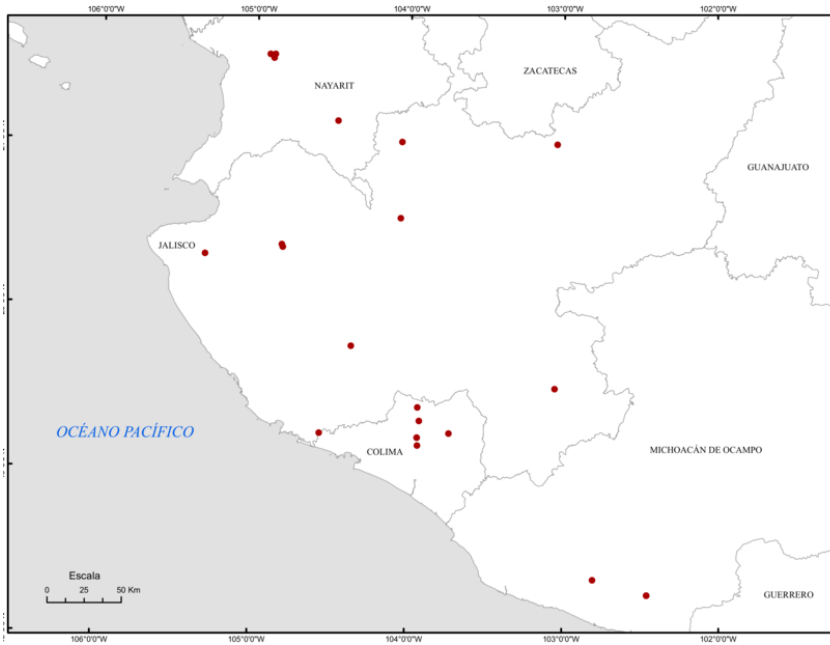 106°0'0"W 105°0'0"W 104°0'0"W 103°0'0"W 102°0'0"W
ZACATECAS
NAYARIT
GUANAJUATO
JALISCO
OCÉANO PACÍFICO
COLIMA
MICHOACÁN DE OCAMPO
Escala
0 25 50 Km
GUERRERO
106°0'0"W 105°0'0"W 104°0'0"W 103°0'0"W 102°0'0"W